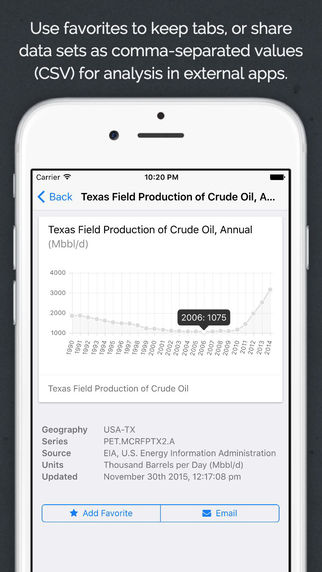 Use favorites to keep tabs, or share
data sets as comma-separated values
(CSV) for analysis in external apps.
Carrier 10:20 PM
Back Texas Field Production of Crude Oil, A...
Texas Field Production of Crude Oil, Annual
(Mbbl/d)
4000
3000
2000
1000
2006: 1075
1990 1991 1992 1993 1994 1995 1996 1997 1998 1999 2000 2001 2002 2003 2004 2005 2006 2007 2008 2009 2010 2011 2012 2013 2014
Texas Field Production of Crude Oil
Geography USA-TX
Series PET.MCRFPTX2.A
Source EIA, U.S. Energy Information Administration
Units Thousand Barrels per Day (Mbbl/d)
Updated November 30th 2015, 12:17:08 pm
Add Favorite Email